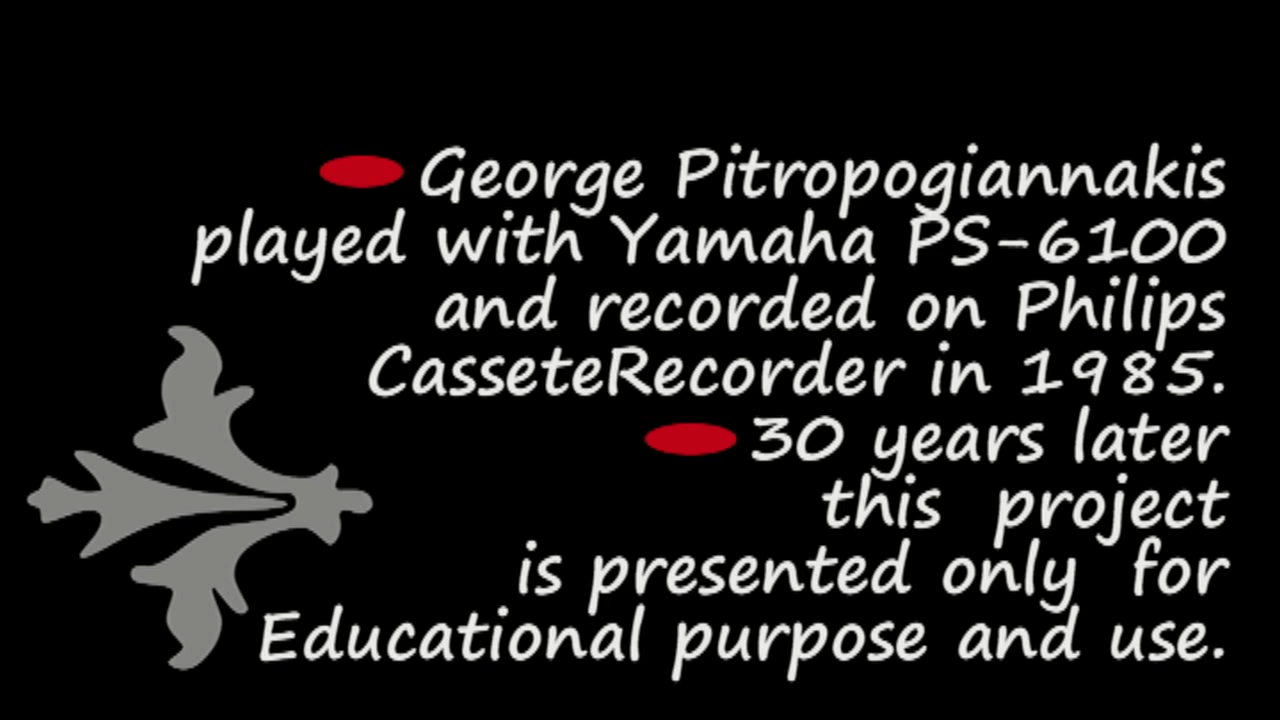 George Pitropogiannakis
played with Yamaha PS-6100
and recorded on Philips
CasseteRecorder in 1985.
30 years later
this project
is presented only for
Educational purpose and use.